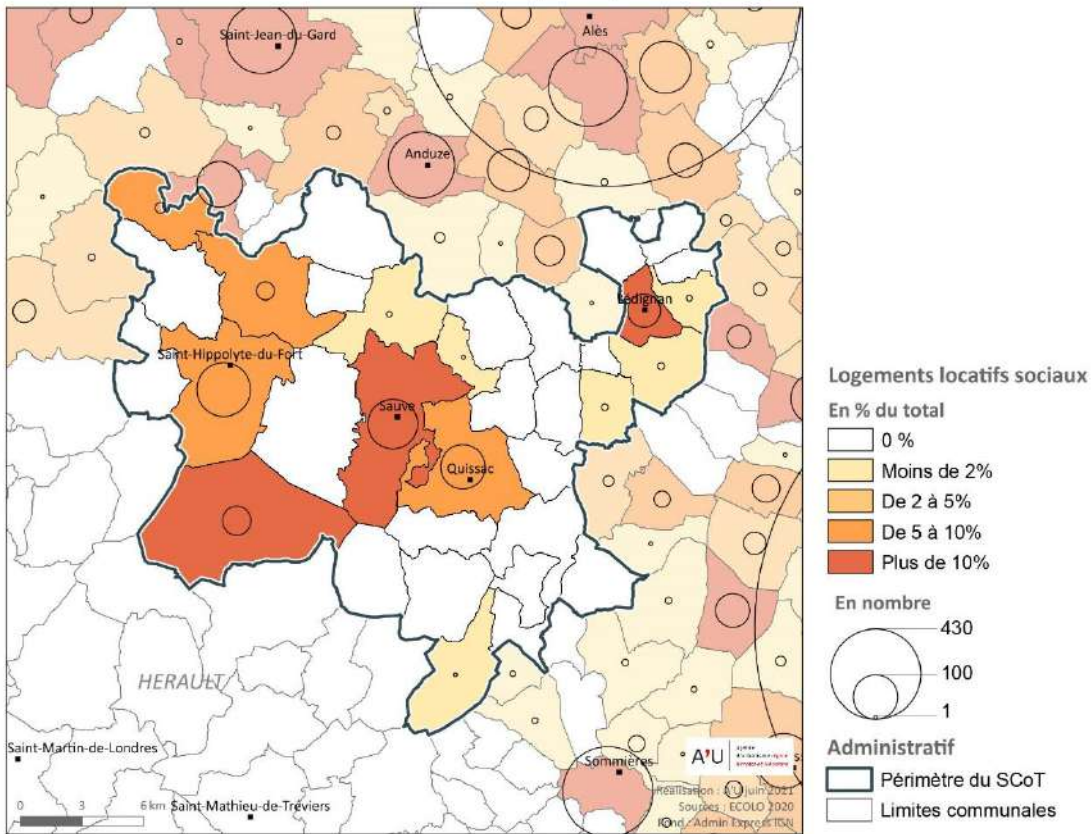 Saint-Jean-du-Gard
Alès
Anduze
Lédignan
Saint-Hippolyte-du-Fort
Sauve
Quissac
HERAULT
Saint-Martin-de-Londres
Saint-Mathieu-de-Tréviers
Sommières
0 3 6 km
A'U
Réalisation : A'U juin 2021
Sources : ECOLO 2020
Fond : Admin Express IGN
Logements locatifs sociaux
En % du total
0 %
Moins de 2%
De 2 à 5%
De 5 à 10%
Plus de 10%
En nombre
430
100
1
Administratif
Périmètre du SCoT
Limites communales